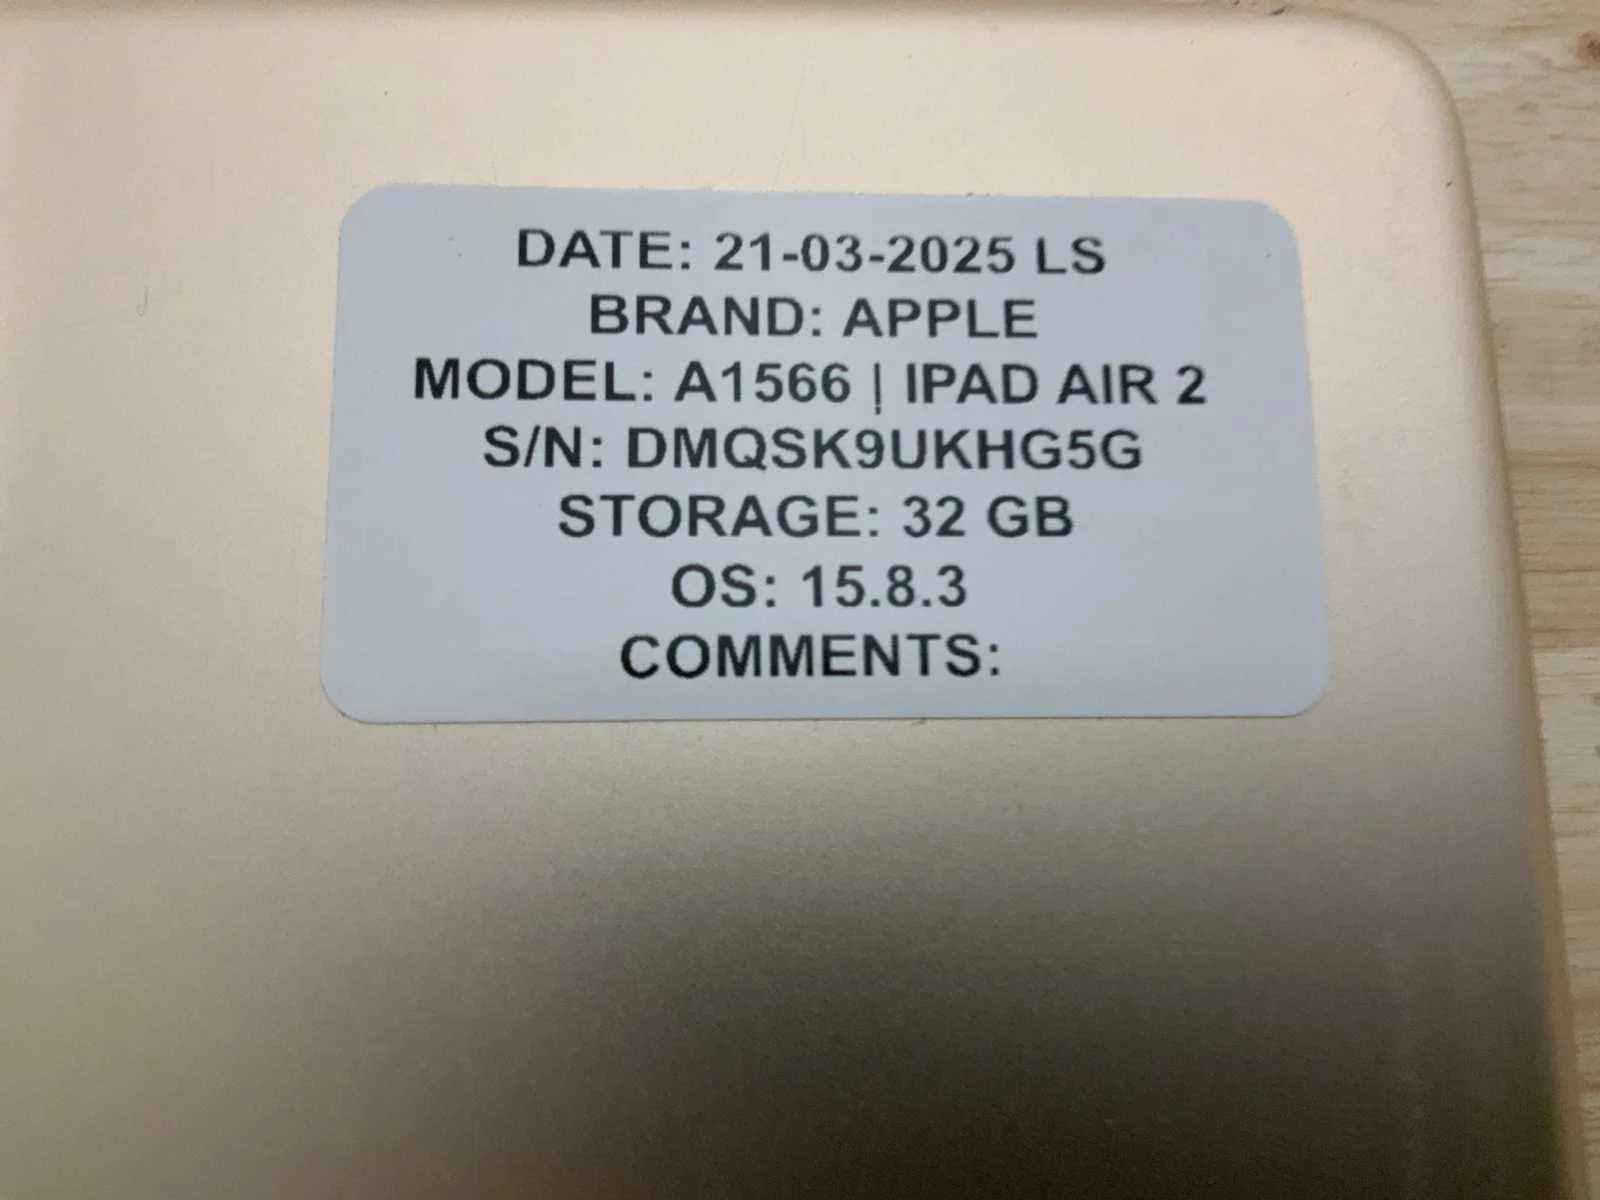 DATE: 21-03-2025 LS
BRAND: APPLE
MODEL: A1566 | IPAD AIR 2
S/N: DMQSK9UKHG5G
STORAGE: 32 GB
OS: 15.8.3
COMMENTS: